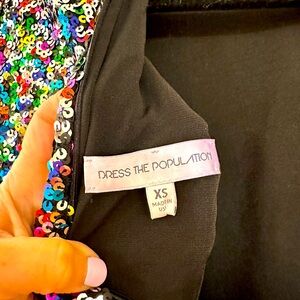 DRESS THE POPULATION
XS
MADE IN
US